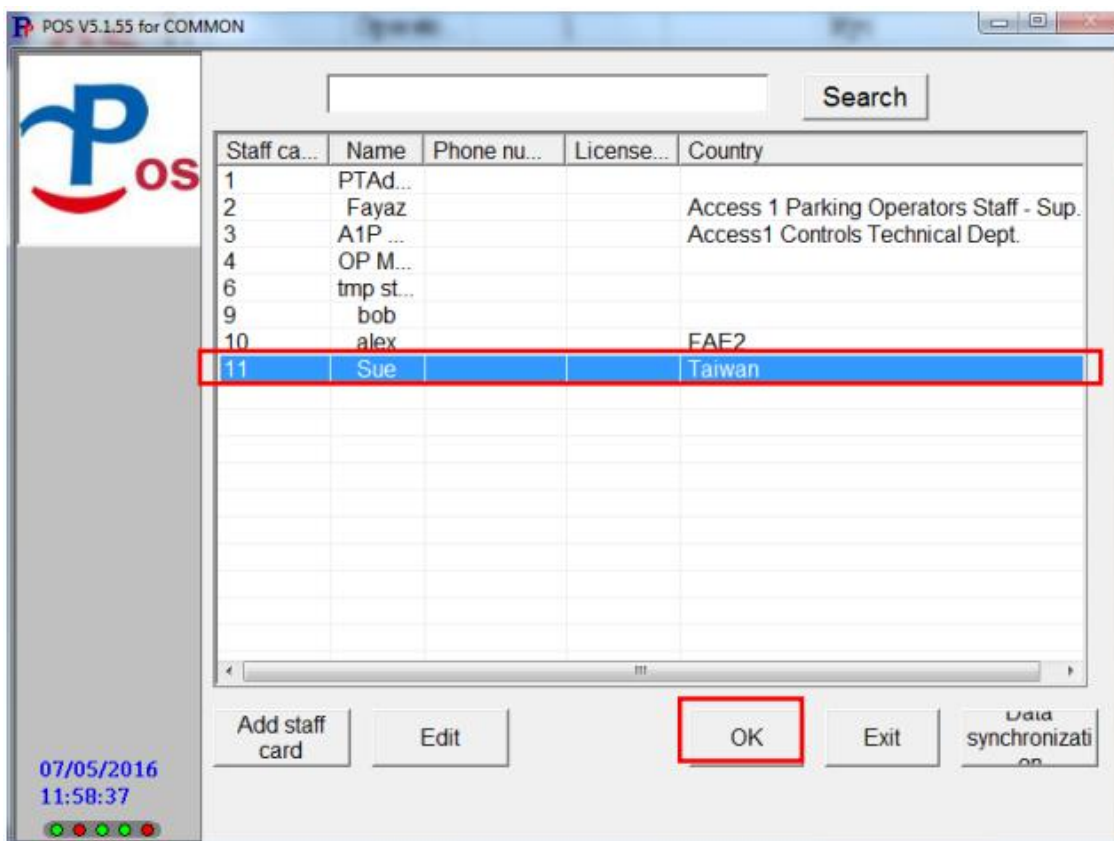 POS V5.1.55 for COMMON
Pos
Search
Staff ca... Name Phone nu... License... Country
1 PTAd...
2 Fayaz Access 1 Parking Operators Staff - Sup.
3 A1P ... Access1 Controls Technical Dept.
4 OP M...
6 tmp st...
9 bob
10 alex FAE2
11 Sue Taiwan
Add staff
card
Edit
OK
Exit
Data
synchronizati
on
07/05/2016
11:58:37